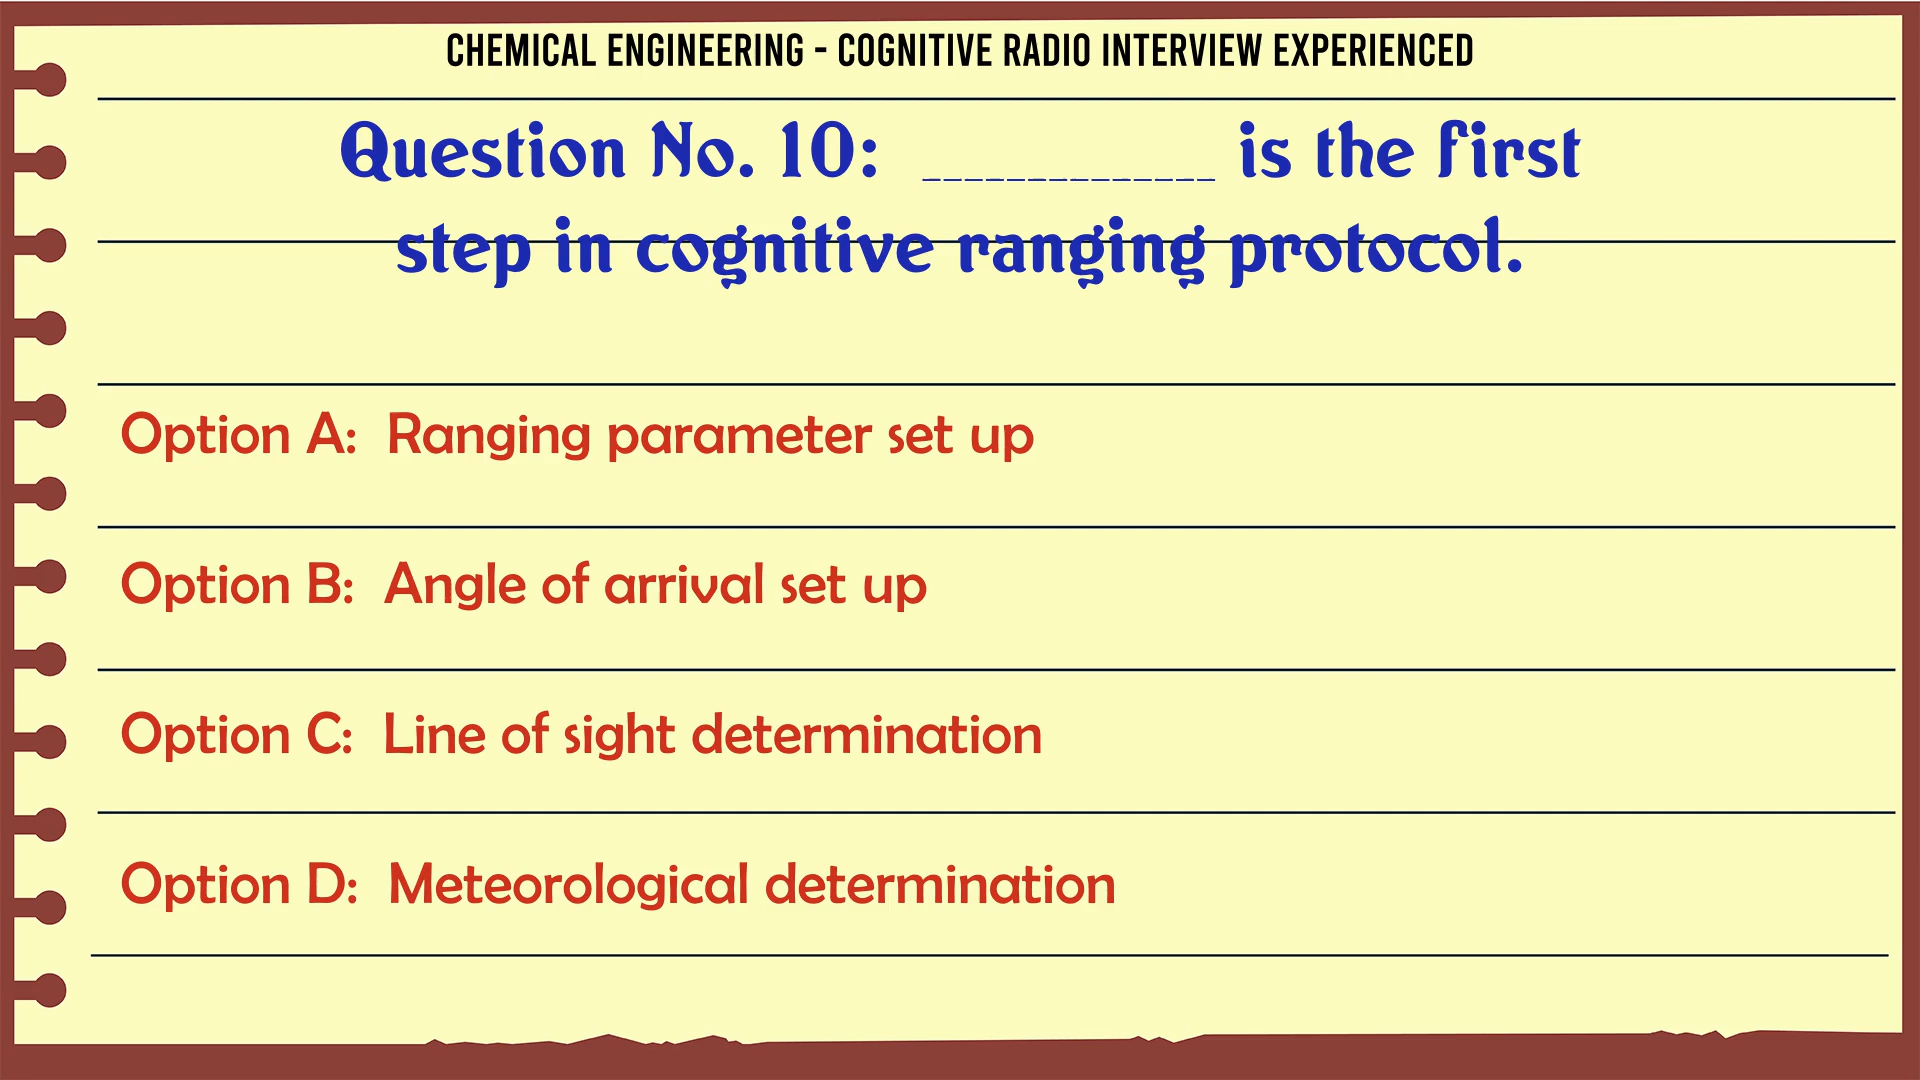 CHEMICAL ENGINEERING - COGNITIVE RADIO INTERVIEW EXPERIENCED
Question No. 10: ______________ is the first
step in cognitive ranging protocol.
Option A: Ranging parameter set up
Option B: Angle of arrival set up
Option C: Line of sight determination
Option D: Meteorological determination